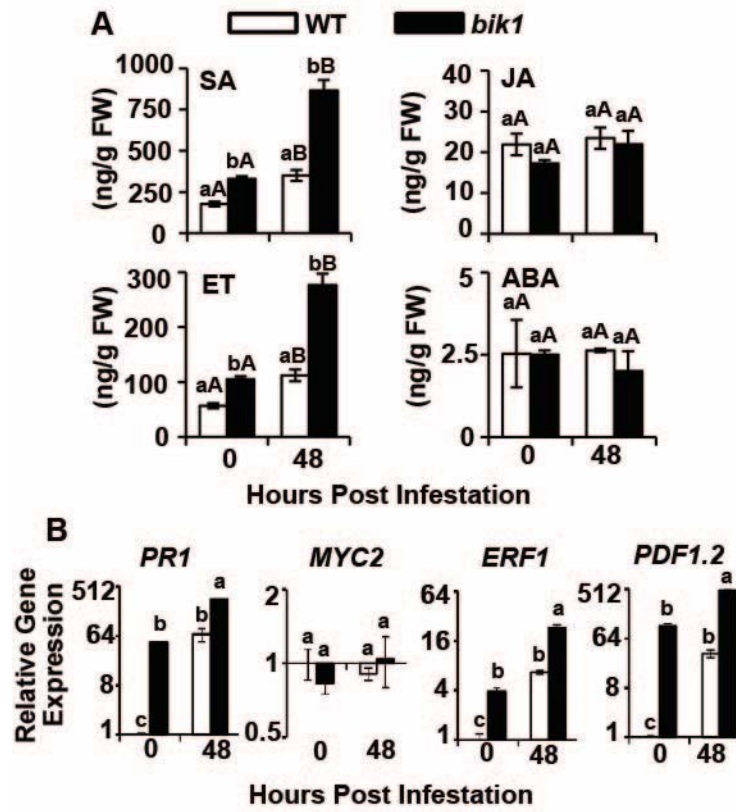 A
WT bik1
SA
(ng/g FW)
1000
750
500
250
0
aA bA aB bB
JA
(ng/g FW)
40
30
20
10
0
aA aA aA aA
ET
(ng/g FW)
300
200
100
0
aA bA aB bB
0 48
ABA
(ng/g FW)
5
2.5
0
aA aA aA aA
0 48
Hours Post Infestation
B
Relative Gene
Expression
PR1
512
64
8
1
c b b a
0 48
MYC2
2
1
0.5
a a a a
0 48
ERF1
64
16
4
1
c b b a
0 48
PDF1.2
512
64
8
1
c b b a
0 48
Hours Post Infestation